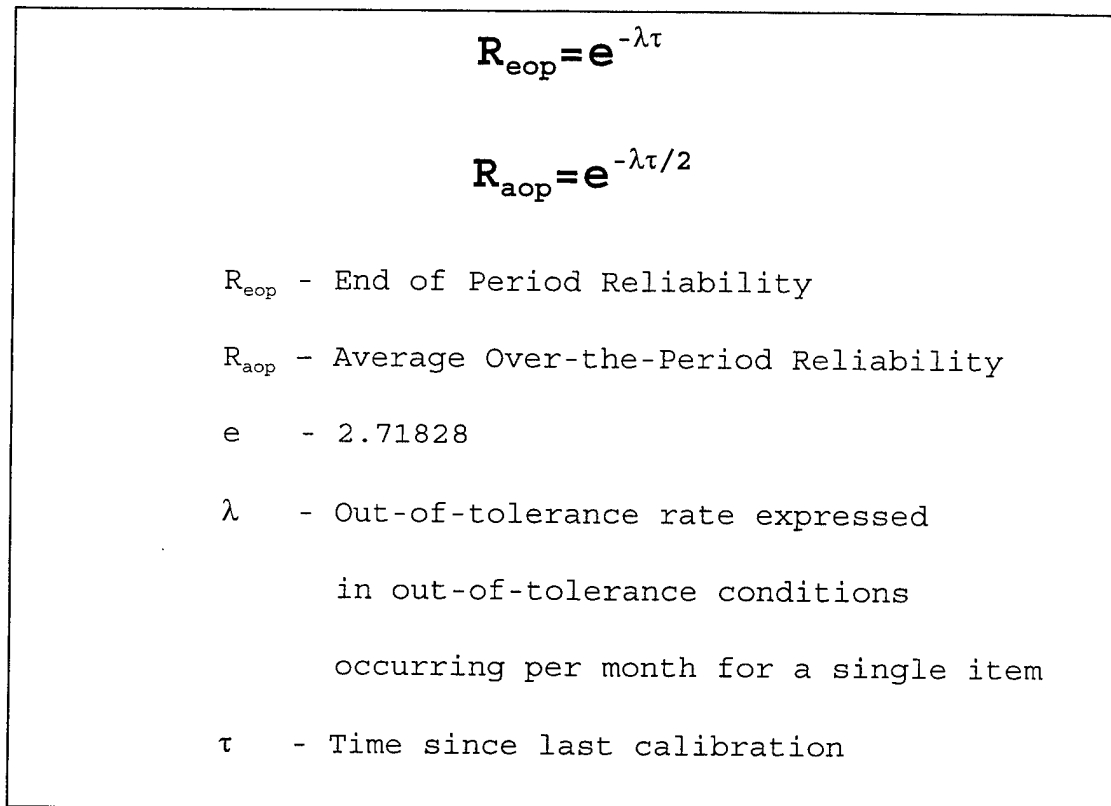 R_eop=e^-λτ
R_aop=e^-λτ/2
R_eop - End of Period Reliability
R_aop – Average Over-the-Period Reliability
e - 2.71828
λ - Out-of-tolerance rate expressed
in out-of-tolerance conditions
occurring per month for a single item
τ - Time since last calibration